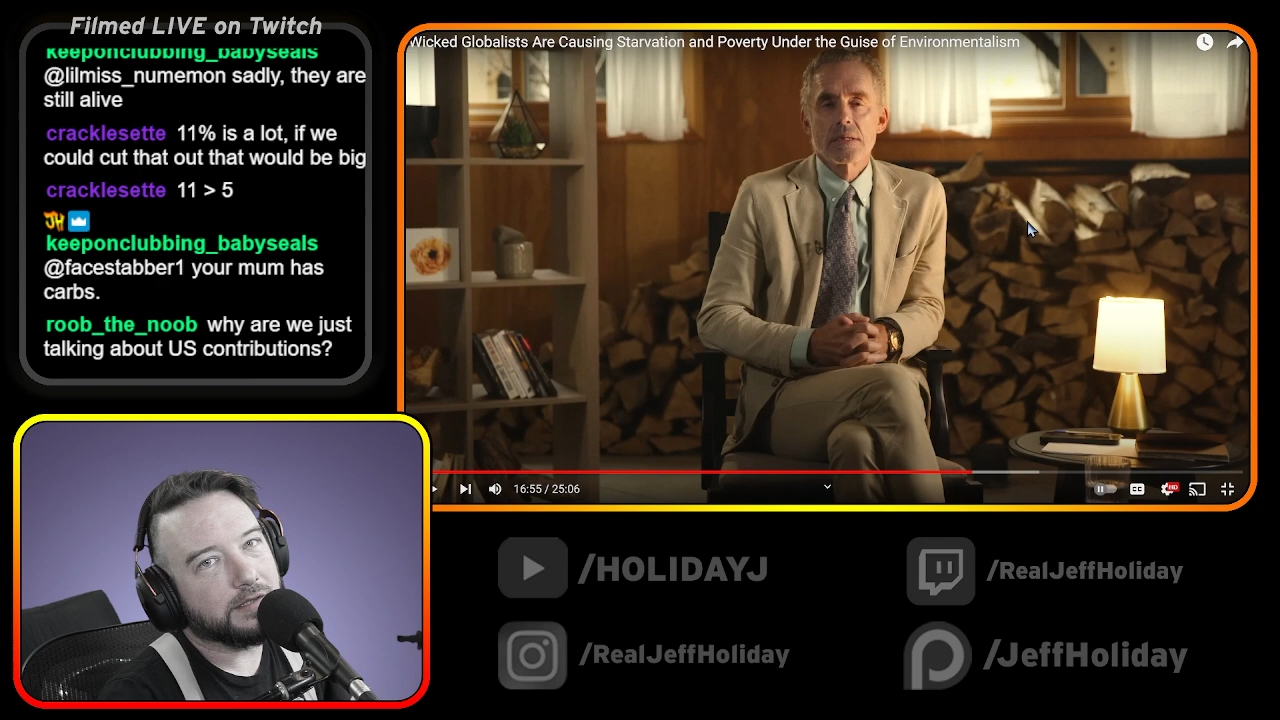 Filmed LIVE on Twitch
keeponclubbing_babyseals
@lilmiss_numemon sadly, they are
still alive
cracklesette 11% is a lot, if we
could cut that out that would be big
cracklesette 11 > 5
JH
keeponclubbing_babyseals
@facestabber1 your mum has
carbs.
roob_the_noob why are we just
talking about US contributions?
Wicked Globalists Are Causing Starvation and Poverty Under the Guise of Environmentalism
16:55 / 25:06
CC
HD
/HOLIDAYJ
/RealJeffHoliday
/RealJeffHoliday
/JeffHoliday